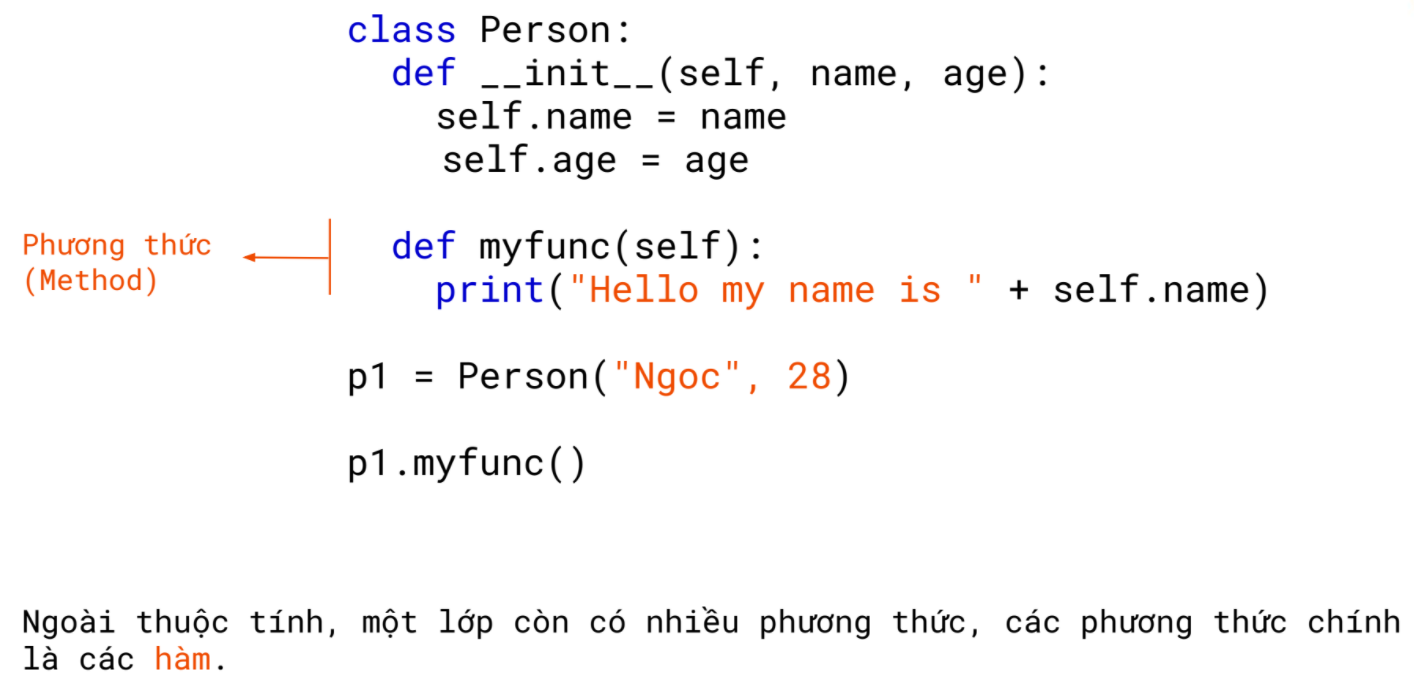 class Person:
  def __init__(self, name, age):
    self.name = name
    self.age = age
Phương thức
(Method)
  def myfunc(self):
    print("Hello my name is " + self.name)
p1 = Person("Ngoc", 28)
p1.myfunc()
Ngoài thuộc tính, một lớp còn có nhiều phương thức, các phương thức chính
là các hàm.